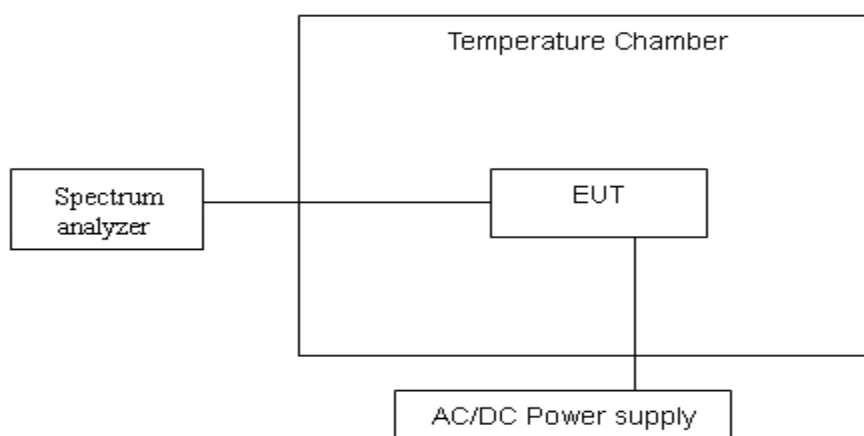 Temperature Chamber
Spectrum
analyzer
EUT
AC/DC Power supply